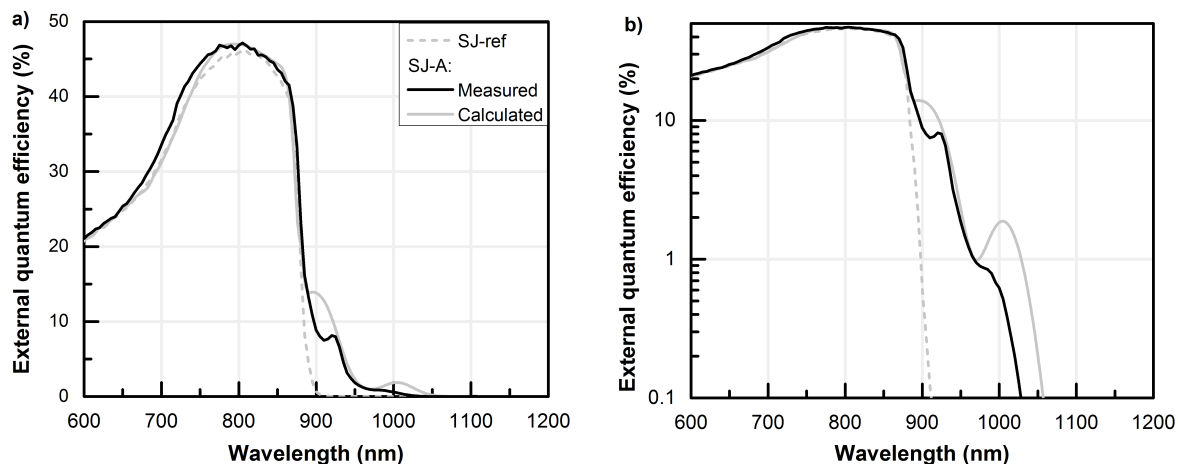 a)
50
40
30
20
10
0
External quantum efficiency (%)
SJ-ref
SJ-A:
Measured
Calculated
600 700 800 900 1000 1100 1200
Wavelength (nm)
b)
10
1
0.1
External quantum efficiency (%)
600 700 800 900 1000 1100 1200
Wavelength (nm)